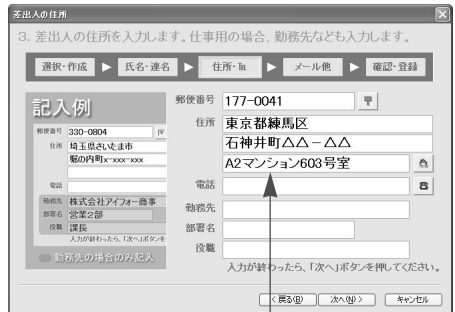 差出人の住所
3. 差出人の住所を入力します。仕事用の場合、勤務先なども入力します。
選択・作成 ▶ 氏名・連名 ▶ 住所・℡ ▶ メール他 ▶ 確認・登録
記入例
郵便番号 330-0804
住所 埼玉県さいたま市
堀の内町x-xxx-xxx
電話
勤務先 株式会社アイフォー商事
部署名 営業2部
役職 課長
入力が終わったら、「次へ」ボタンを
勤務先の場合のみ記入
郵便番号 177-0041 〒
住所 東京都練馬区
石神井町△△-△△
A2マンション603号室
電話
勤務先
部署名
役職
入力が終わったら、「次へ」ボタンを押してください。
<戻る(B) 次へ(N)> キャンセル